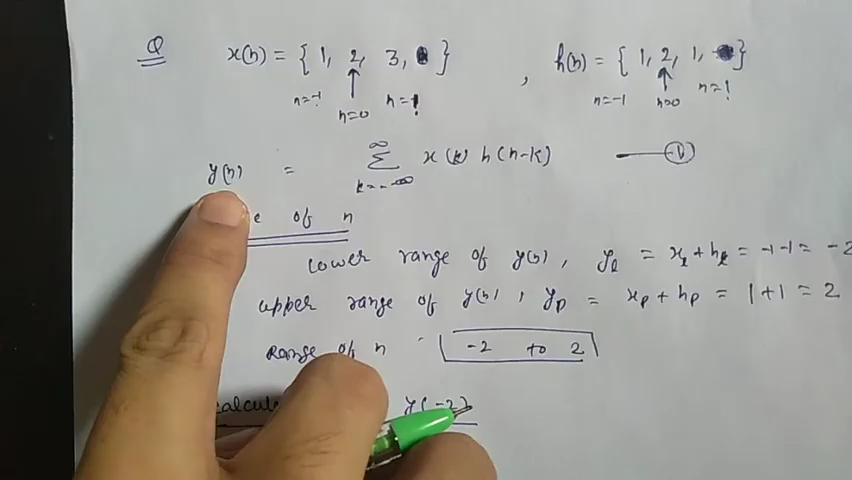 Q x(n) = { 1, 2, 3, } , h(n) = { 1, 2, 1, }
↑ ↑
n=-1 n=0 n=1 n=-1 n=0 n=1
y(n) = ∞ Σ k=-∞ x(k) h(n-k) —(1)
of n
lower range of y(n), yl = xl + hl = -1-1 = -2
upper range of y(n), yp = xp + hp = 1+1 = 2
range of n = -2 to 2
y(-2)